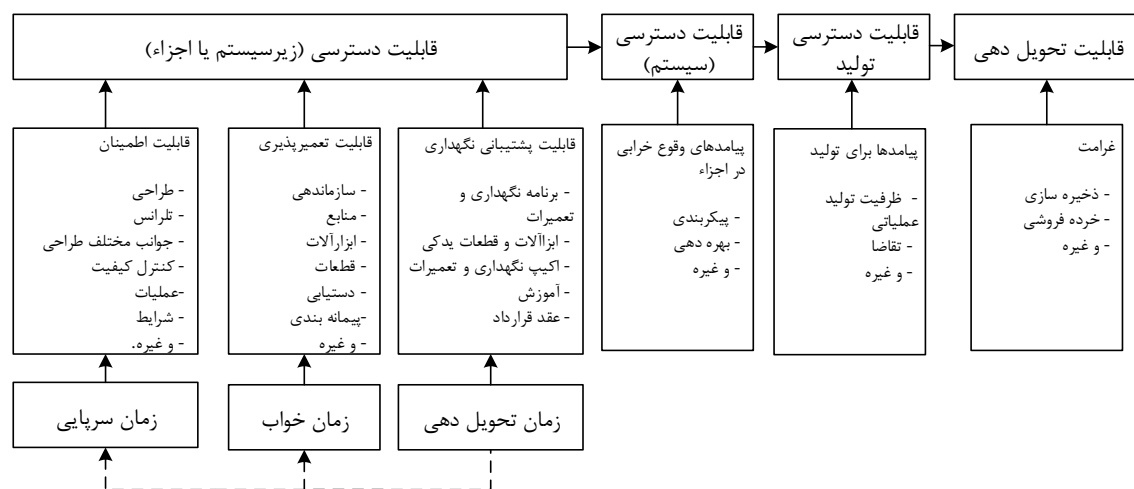 قابلیت دسترسی (زیرسیستم یا اجزاء)
قابلیت دسترسی
(سیستم)
قابلیت دسترسی
تولید
قابلیت تحویل دهی
قابلیت اطمینان
- طراحی
- تلرانس
- جوانب مختلف طراحی
- کنترل کیفیت
-عملیات
- شرایط
- و غیره.
قابلیت تعمیرپذیری
- سازماندهی
- منابع
- ابزارآلات
- قطعات
- دستیابی
-پیمانه بندی
- و غیره
قابلیت پشتیبانی نگهداری
- برنامه نگهداری و
تعمیرات
- ابزاآلات و قطعات یدکی
- اکیپ نگهداری و تعمیرات
- آموزش
- عقد قرارداد
پیامدهای وقوع خرابی
در اجزاء
- پیکربندی
- بهره دهی
- و غیره
پیامدها برای تولید
- ظرفیت تولید
عملیاتی
- تقاضا
- و غیره
غرامت
- ذخیره سازی
- خرده فروشی
- و غیره
زمان سرپایی
زمان خواب
زمان تحویل دهی